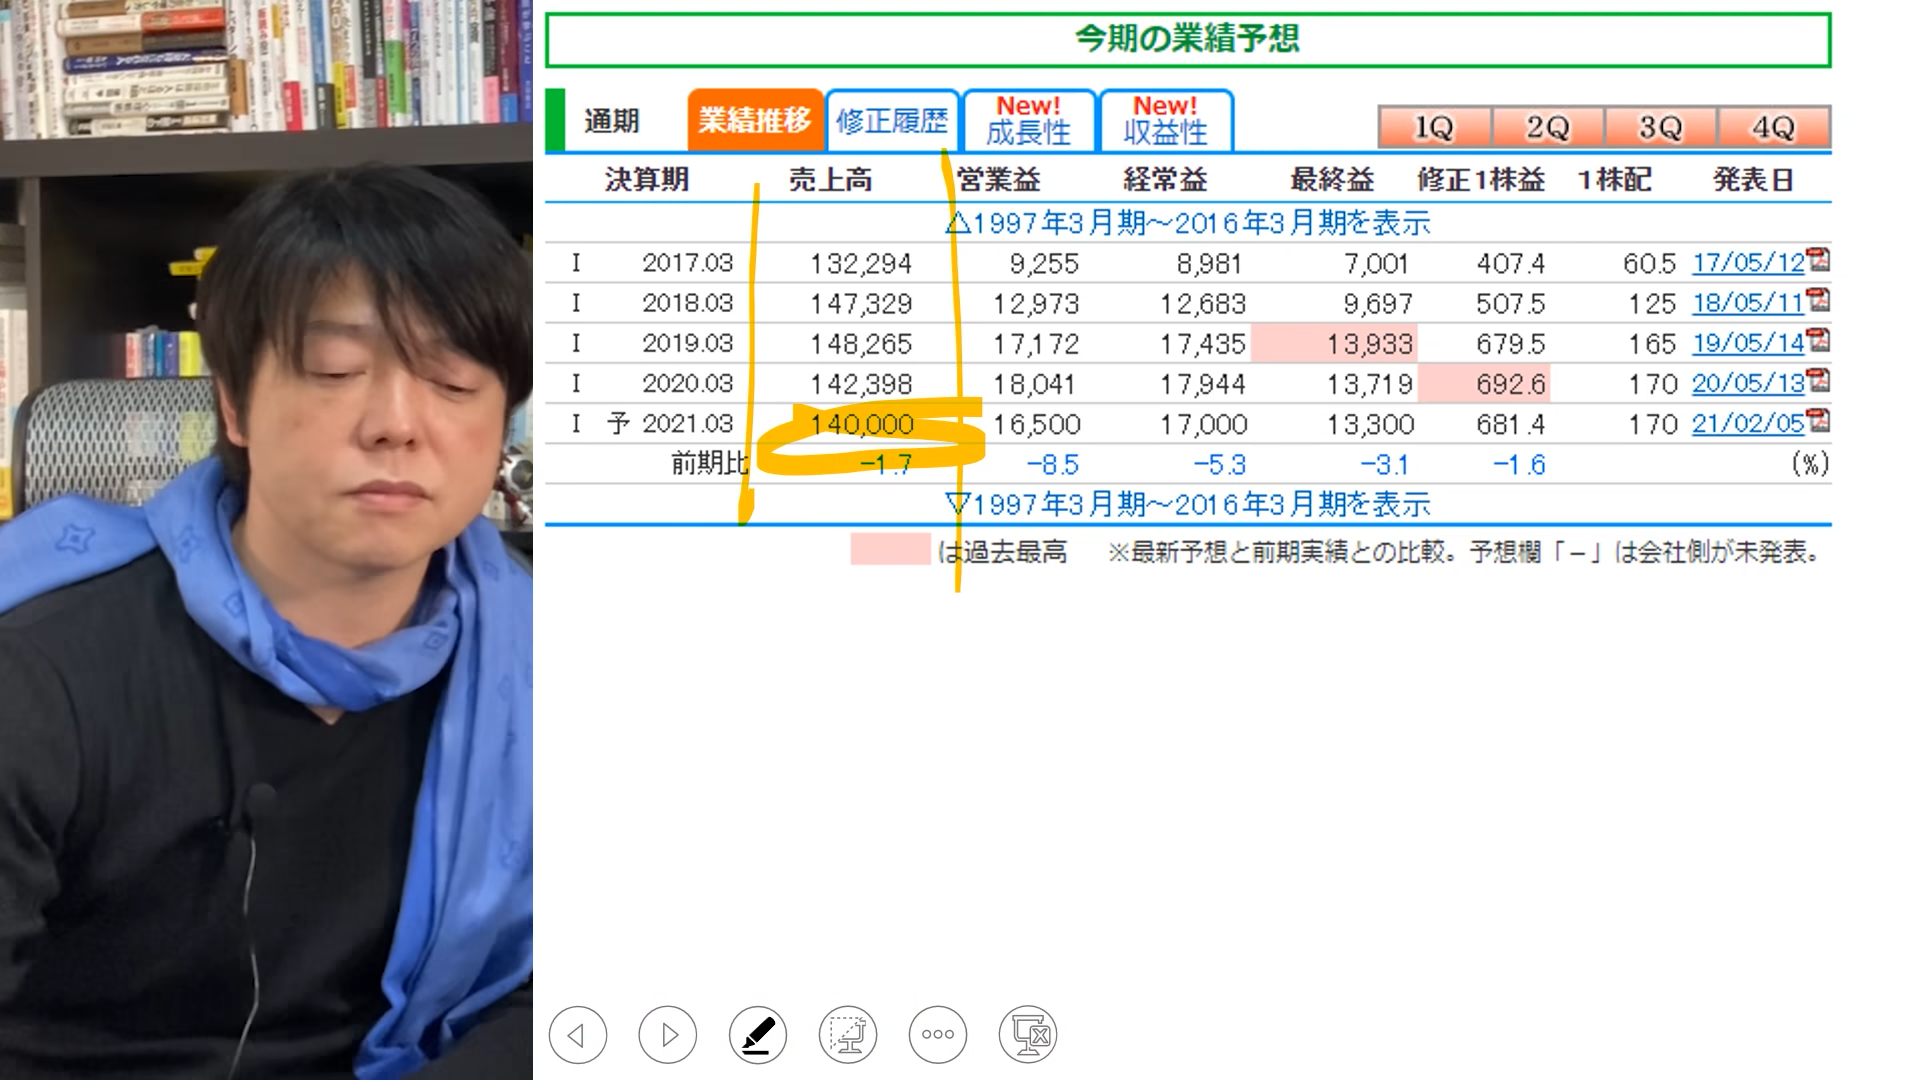 今期の業績予想
通期 業績推移 修正履歴 New! 成長性 New! 収益性 1Q 2Q 3Q 4Q
決算期 売上高 営業益 経常益 最終益 修正1株益 1株配 発表日
△1997年3月期～2016年3月期を表示
I 2017.03 132,294 9,255 8,981 7,001 407.4 60.5 17/05/12
I 2018.03 147,329 12,973 12,683 9,697 507.5 125 18/05/11
I 2019.03 148,265 17,172 17,435 13,933 679.5 165 19/05/14
I 2020.03 142,398 18,041 17,944 13,719 692.6 170 20/05/13
I 予 2021.03 140,000 16,500 17,000 13,300 681.4 170 21/02/05
前期比 -1.7 -8.5 -5.3 -3.1 -1.6 (%)
▽1997年3月期～2016年3月期を表示
は過去最高 ※最新予想と前期実績との比較。予想欄「－」は会社側が未発表。